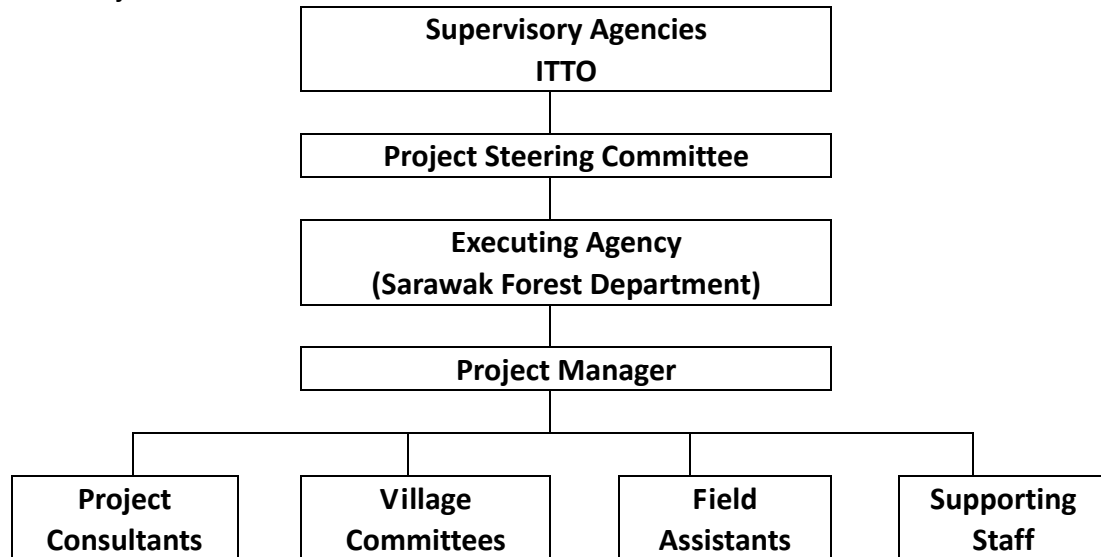 Supervisory Agencies
ITTO
Project Steering Committee
Executing Agency
(Sarawak Forest Department)
Project Manager
Project
Consultants
Village
Committees
Field
Assistants
Supporting
Staff